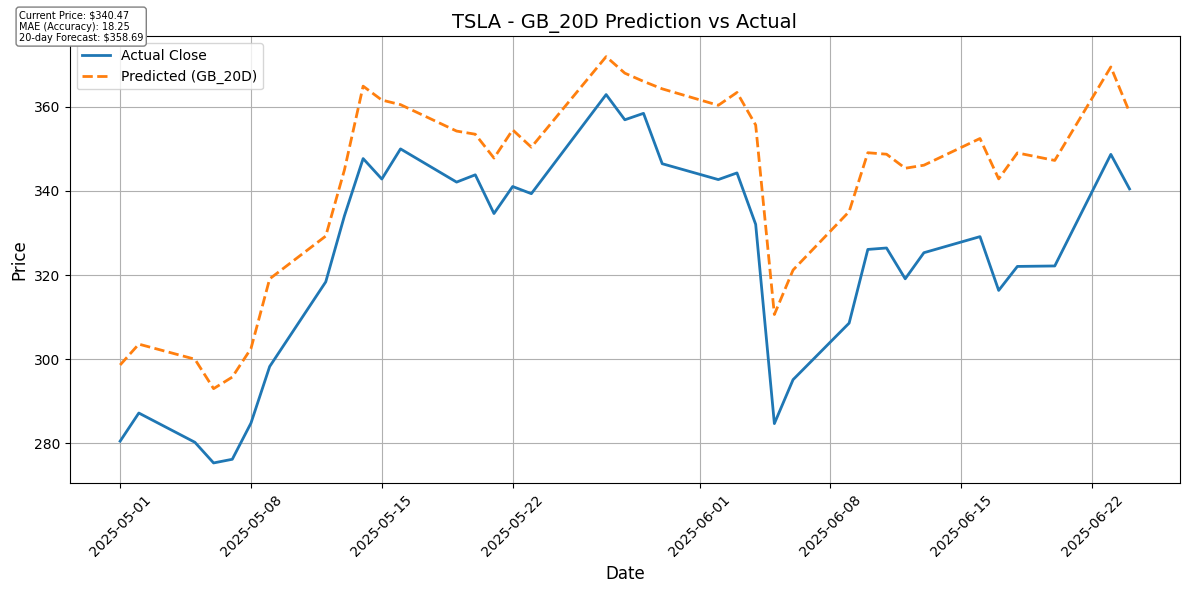 TSLA - GB_20D Prediction vs Actual
Current Price: $340.47
MAE (Accuracy): 18.25
20-day Forecast: $358.69
Actual Close
Predicted (GB_20D)
Price
360
340
320
300
280
2025-05-01
2025-05-08
2025-05-15
2025-05-22
2025-06-01
2025-06-08
2025-06-15
2025-06-22
Date